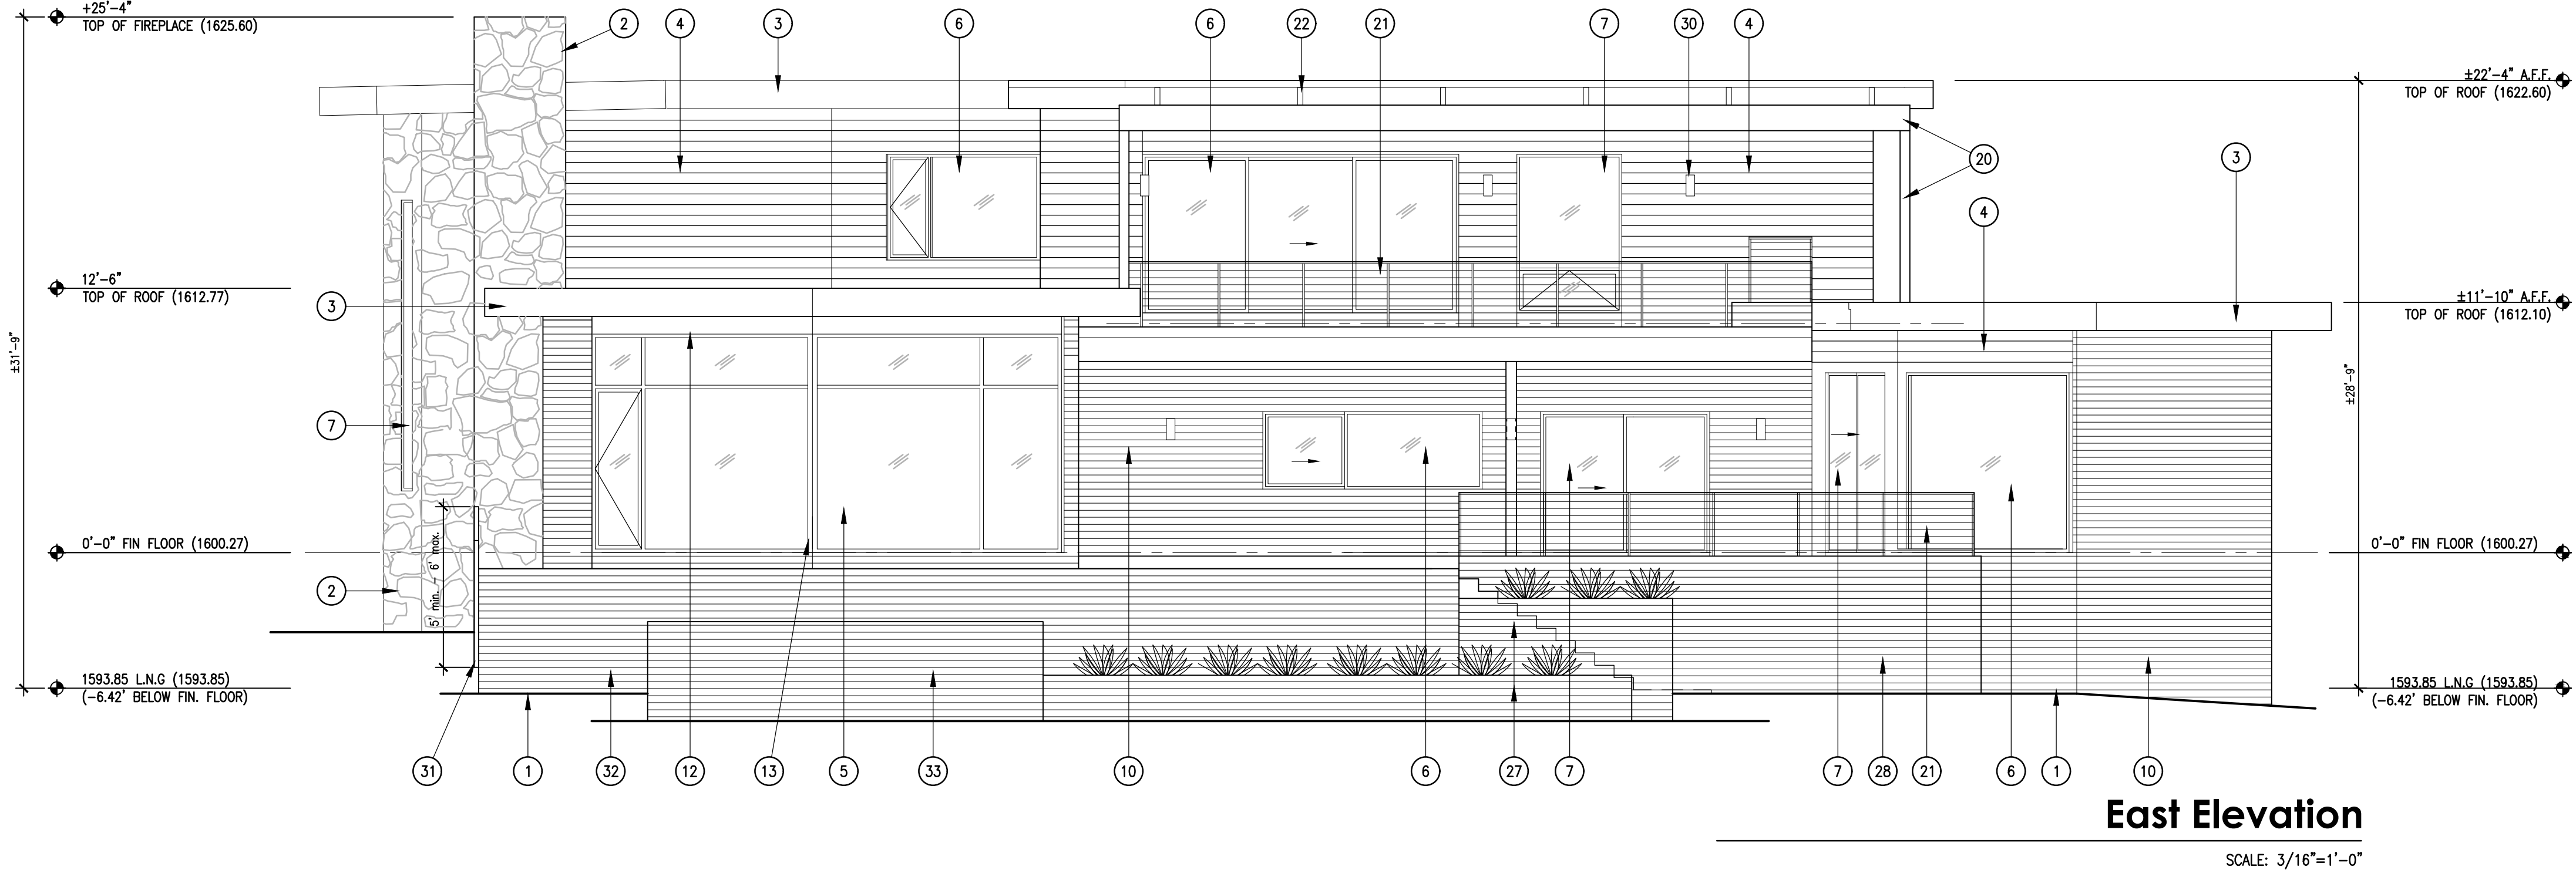 +25'-4"
TOP OF FIREPLACE (1625.60)
2
4
3
6
6
22
21
7
30
4
±22'-4" A.F.F.
TOP OF ROOF (1622.60)
20
3
4
12'-6"
TOP OF ROOF (1612.77)
3
±11'-10" A.F.F.
TOP OF ROOF (1612.10)
±31'-9"
±28'-9"
7
0'-0" FIN FLOOR (1600.27)
5' min. - 6' max.
0'-0" FIN FLOOR (1600.27)
2
1593.85 L.N.G (1593.85)
(-6.42' BELOW FIN. FLOOR)
1593.85 L.N.G (1593.85)
(-6.42' BELOW FIN. FLOOR)
31
1
32
12
13
5
33
10
6
27
7
7
28
21
6
1
10
East Elevation
SCALE: 3/16"=1'-0"